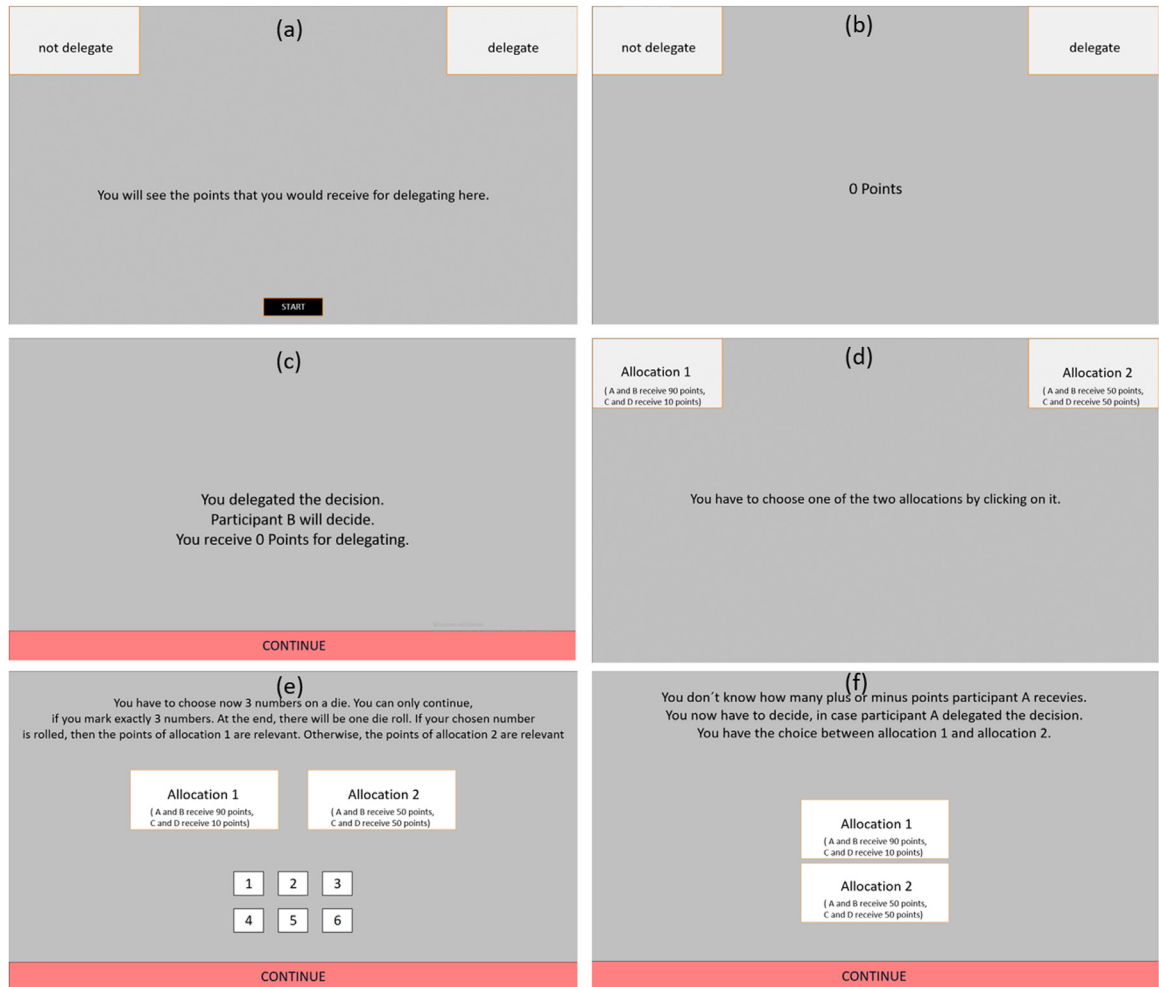 (a)
not delegate
delegate
You will see the points that you would receive for delegating here.
START
(b)
not delegate
delegate
0 Points
(c)
You delegated the decision.
Participant B will decide.
You receive 0 Points for delegating.
CONTINUE
(d)
Allocation 1
( A and B receive 90 points,
C and D receive 10 points)
Allocation 2
( A and B receive 50 points,
C and D receive 50 points)
You have to choose one of the two allocations by clicking on it.
(e)
You have to choose now 3 numbers on a die. You can only continue,
if you mark exactly 3 numbers. At the end, there will be one die roll. If your chosen number
is rolled, then the points of allocation 1 are relevant. Otherwise, the points of allocation 2 are relevant
Allocation 1
( A and B receive 90 points,
C and D receive 10 points)
Allocation 2
( A and B receive 50 points,
C and D receive 50 points)
1 2 3
4 5 6
CONTINUE
(f)
You don´t know how many plus or minus points participant A recevies.
You now have to decide, in case participant A delegated the decision.
You have the choice between allocation 1 and allocation 2.
Allocation 1
( A and B receive 90 points,
C and D receive 10 points)
Allocation 2
( A and B receive 50 points,
C and D receive 50 points)
CONTINUE